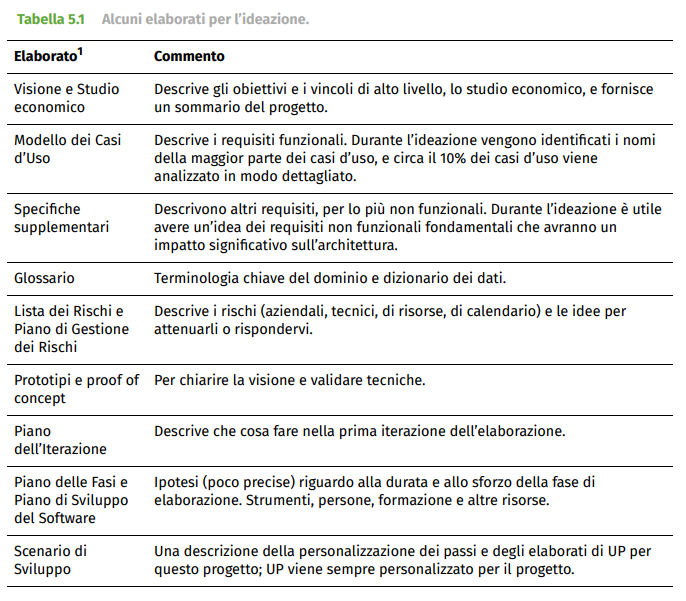 Tabella 5.1 Alcuni elaborati per l'ideazione.
Elaborato1 Commento
Visione e Studio economico
Descrive gli obiettivi e i vincoli di alto livello, lo studio economico, e fornisce
un sommario del progetto.
Modello dei Casi
d'Uso
Descrive i requisiti funzionali. Durante l'ideazione vengono identificati i nomi
della maggior parte dei casi d'uso, e circa il 10% dei casi d'uso viene
analizzato in modo dettagliato.
Specifiche
supplementari
Descrivono altri requisiti, per lo più non funzionali. Durante l'ideazione è utile
avere un'idea dei requisiti non funzionali fondamentali che avranno un
impatto significativo sull'architettura.
Glossario
Terminologia chiave del dominio e dizionario dei dati.
Lista dei Rischi e
Piano di Gestione
dei Rischi
Descrive i rischi (aziendali, tecnici, di risorse, di calendario) e le idee per
attenuarli o rispondervi.
Prototipi e proof of
concept
Per chiarire la visione e validare tecniche.
Piano
dell'Iterazione
Descrive che cosa fare nella prima iterazione dell'elaborazione.
Piano delle Fasi e
Piano di Sviluppo
del Software
Ipotesi (poco precise) riguardo alla durata e allo sforzo della fase di
elaborazione. Strumenti, persone, formazione e altre risorse.
Scenario di
Sviluppo
Una descrizione della personalizzazione dei passi e degli elaborati di UP per
questo progetto; UP viene sempre personalizzato per il progetto.